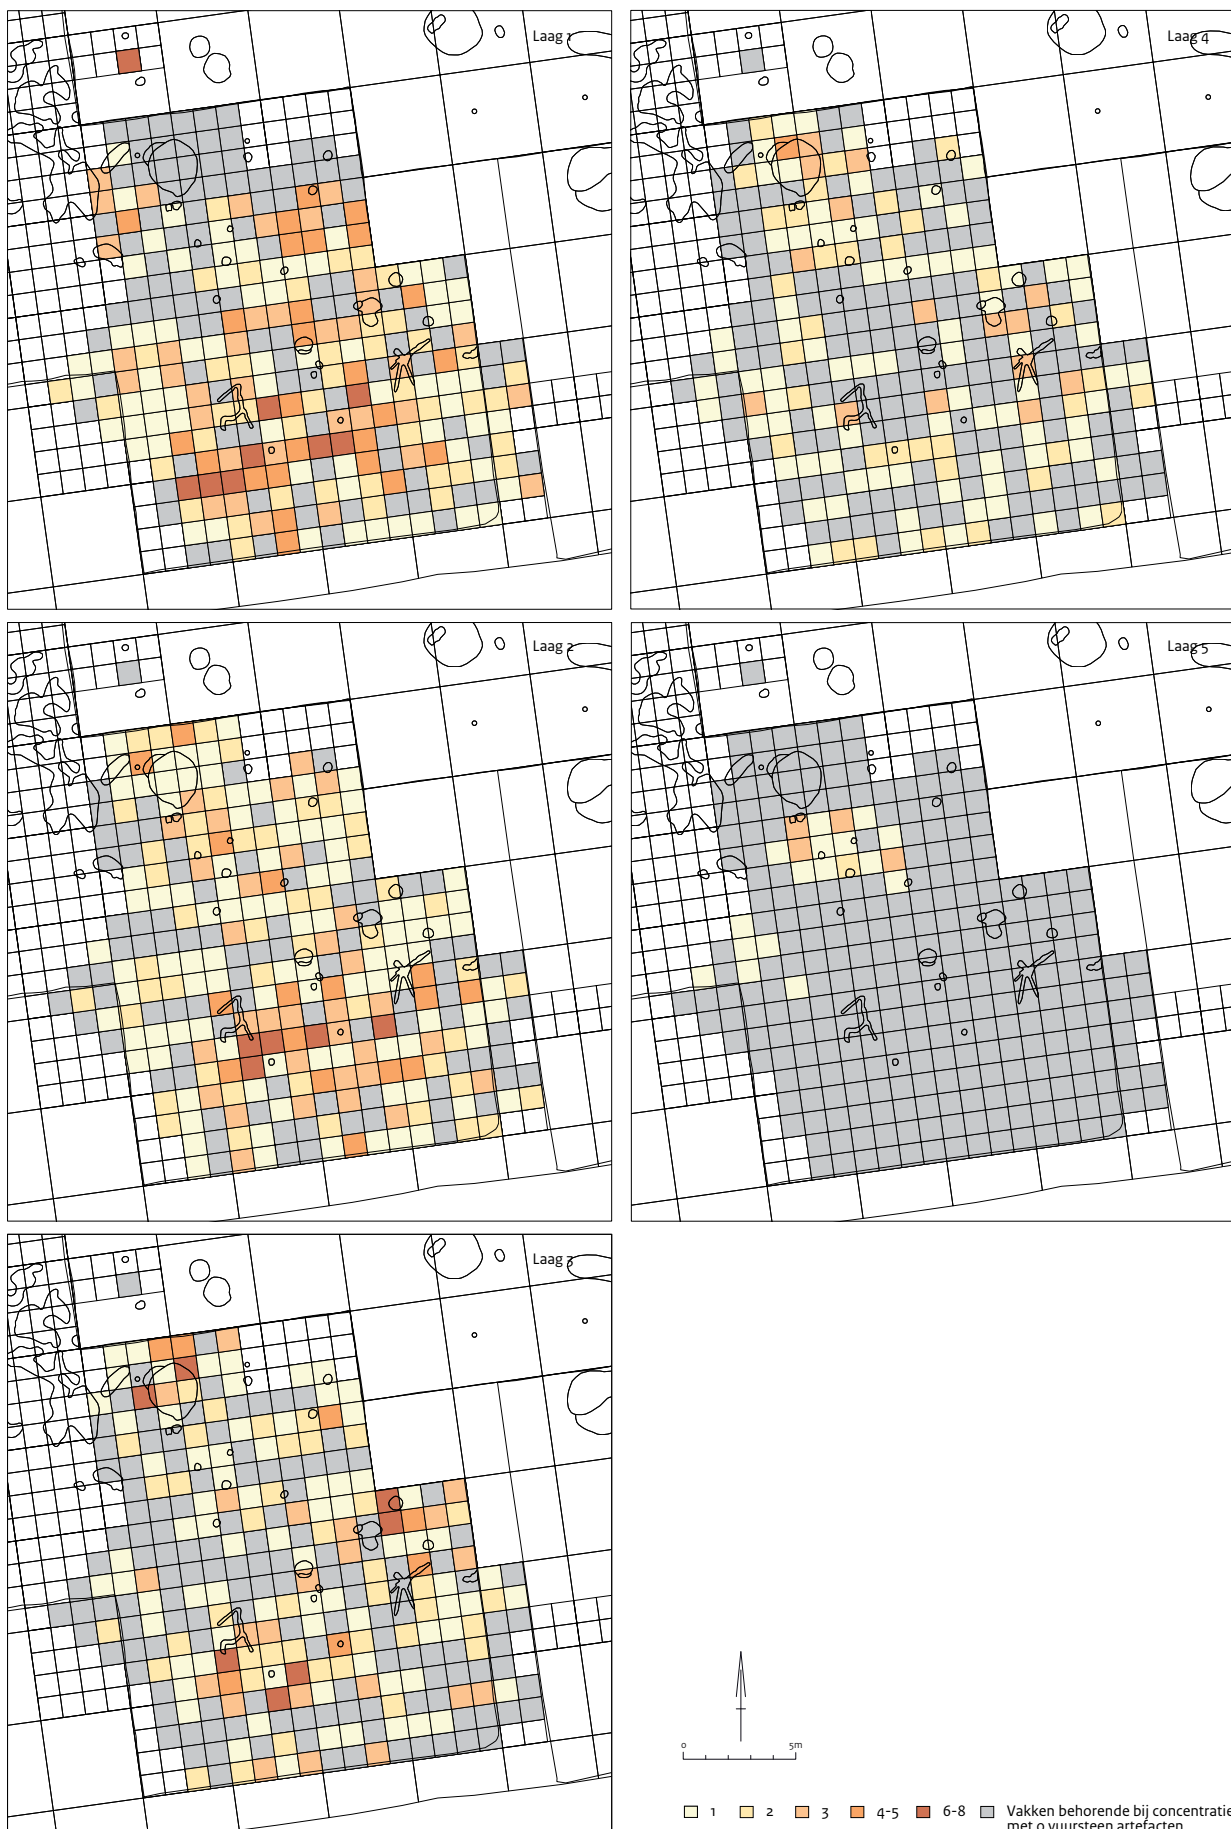 Laag 1
Laag 4
Laag 2
Laag 5
Laag 3
0 5m
1 2 3 4-5 6-8 Vakken behorende bij concentratie
met 0 vuursteen artefacten